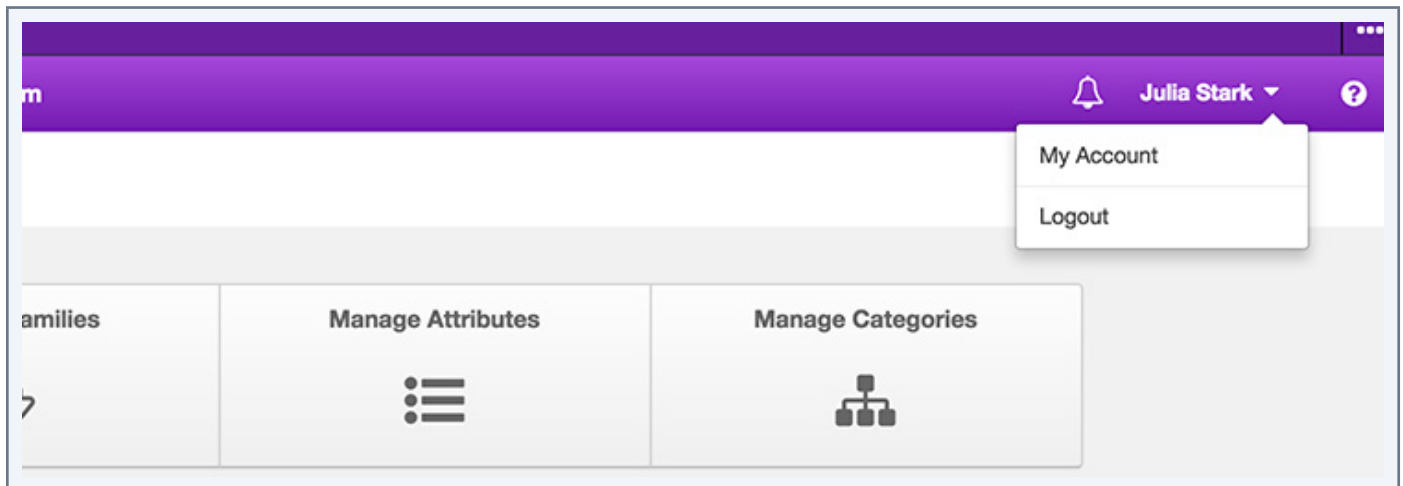 m
Julia Stark
My Account
Logout
amilies
Manage Attributes
Manage Categories